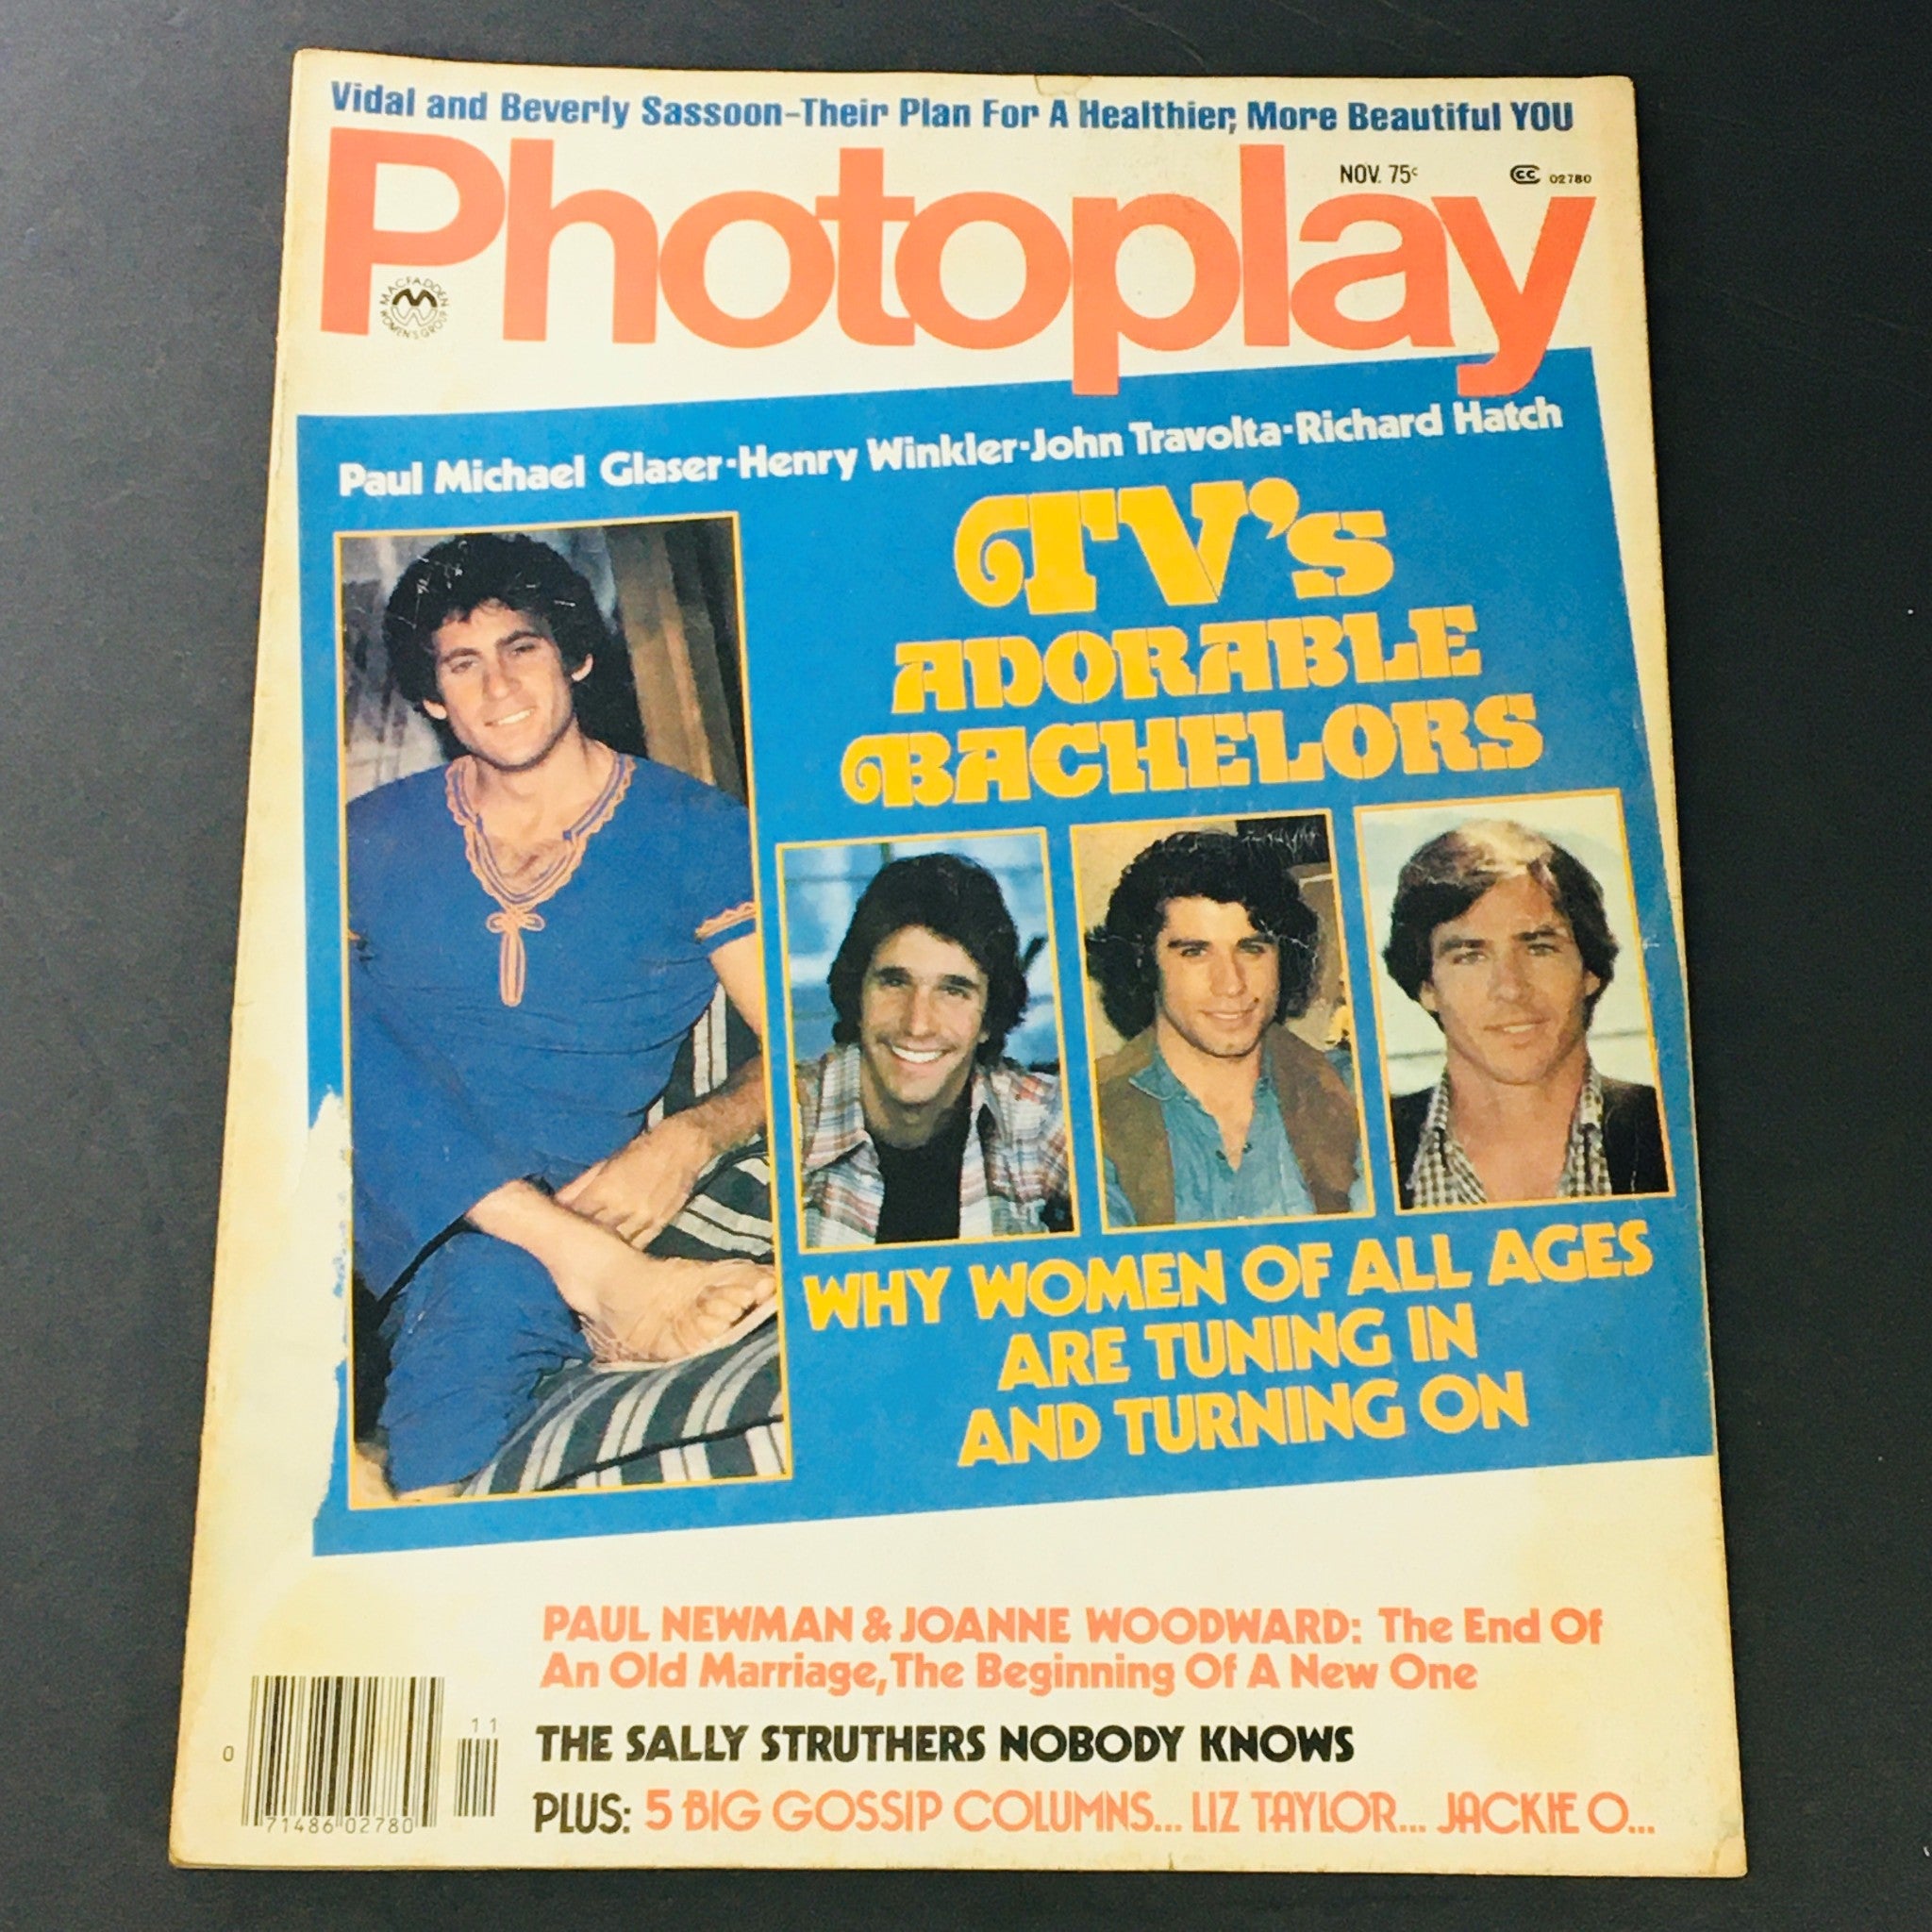 Vidal and Beverly Sassoon-Their Plan For A Healthier, More Beautiful YOU
Photoplay
NOV. 75¢
CC 02780
MACFADDEN
WOMEN'S GROUP
Paul Michael Glaser·Henry Winkler·John Travolta·Richard Hatch
TV's
ADORABLE
BACHELORS
WHY WOMEN OF ALL AGES
ARE TUNING IN
AND TURNING ON
PAUL NEWMAN & JOANNE WOODWARD: The End Of
An Old Marriage, The Beginning Of A New One
THE SALLY STRUTHERS NOBODY KNOWS
PLUS: 5 BIG GOSSIP COLUMNS... LIZ TAYLOR... JACKIE O...
11
0
71486 02780